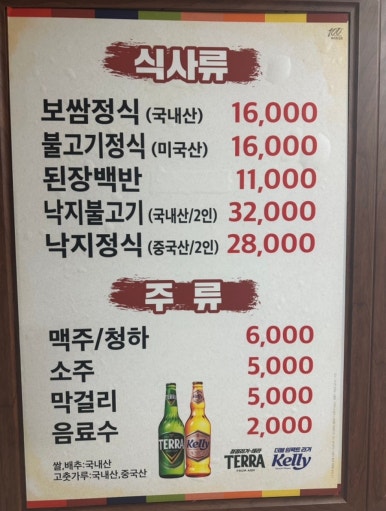 식사류
보쌈정식 (국내산) 16,000
불고기정식 (미국산) 16,000
된장백반 11,000
낙지불고기 (국내산/2인) 32,000
낙지정식 (중국산/2인) 28,000
주 류
맥주/청하 6,000
소주 5,000
막걸리 5,000
음료수 2,000
TERRA Kelly
TERRA Kelly
쌀,배추:국내산
고춧가루:국내산,중국산